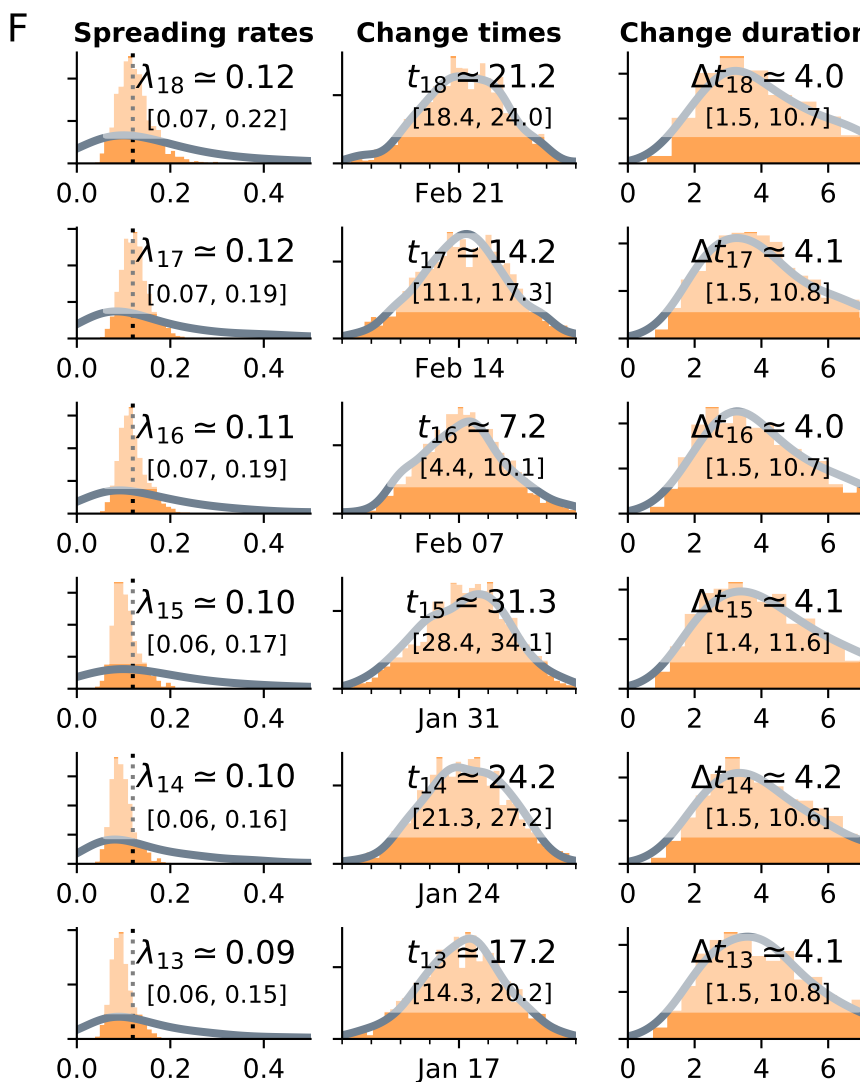 F
Spreading rates Change times Change duration
λ18 ≃ 0.12 t18 ≃ 21.2 Δt18 ≃ 4.0
[0.07, 0.22] [18.4, 24.0] [1.5, 10.7]
0.0 0.2 0.4 Feb 21 0 2 4 6
λ17 ≃ 0.12 t17 ≃ 14.2 Δt17 ≃ 4.1
[0.07, 0.19] [11.1, 17.3] [1.5, 10.8]
0.0 0.2 0.4 Feb 14 0 2 4 6
λ16 ≃ 0.11 t16 ≃ 7.2 Δt16 ≃ 4.0
[0.07, 0.19] [4.4, 10.1] [1.5, 10.7]
0.0 0.2 0.4 Feb 07 0 2 4 6
λ15 ≃ 0.10 t15 ≃ 31.3 Δt15 ≃ 4.1
[0.06, 0.17] [28.4, 34.1] [1.4, 11.6]
0.0 0.2 0.4 Jan 31 0 2 4 6
λ14 ≃ 0.10 t14 ≃ 24.2 Δt14 ≃ 4.2
[0.06, 0.16] [21.3, 27.2] [1.5, 10.6]
0.0 0.2 0.4 Jan 24 0 2 4 6
λ13 ≃ 0.09 t13 ≃ 17.2 Δt13 ≃ 4.1
[0.06, 0.15] [14.3, 20.2] [1.5, 10.8]
0.0 0.2 0.4 Jan 17 0 2 4 6